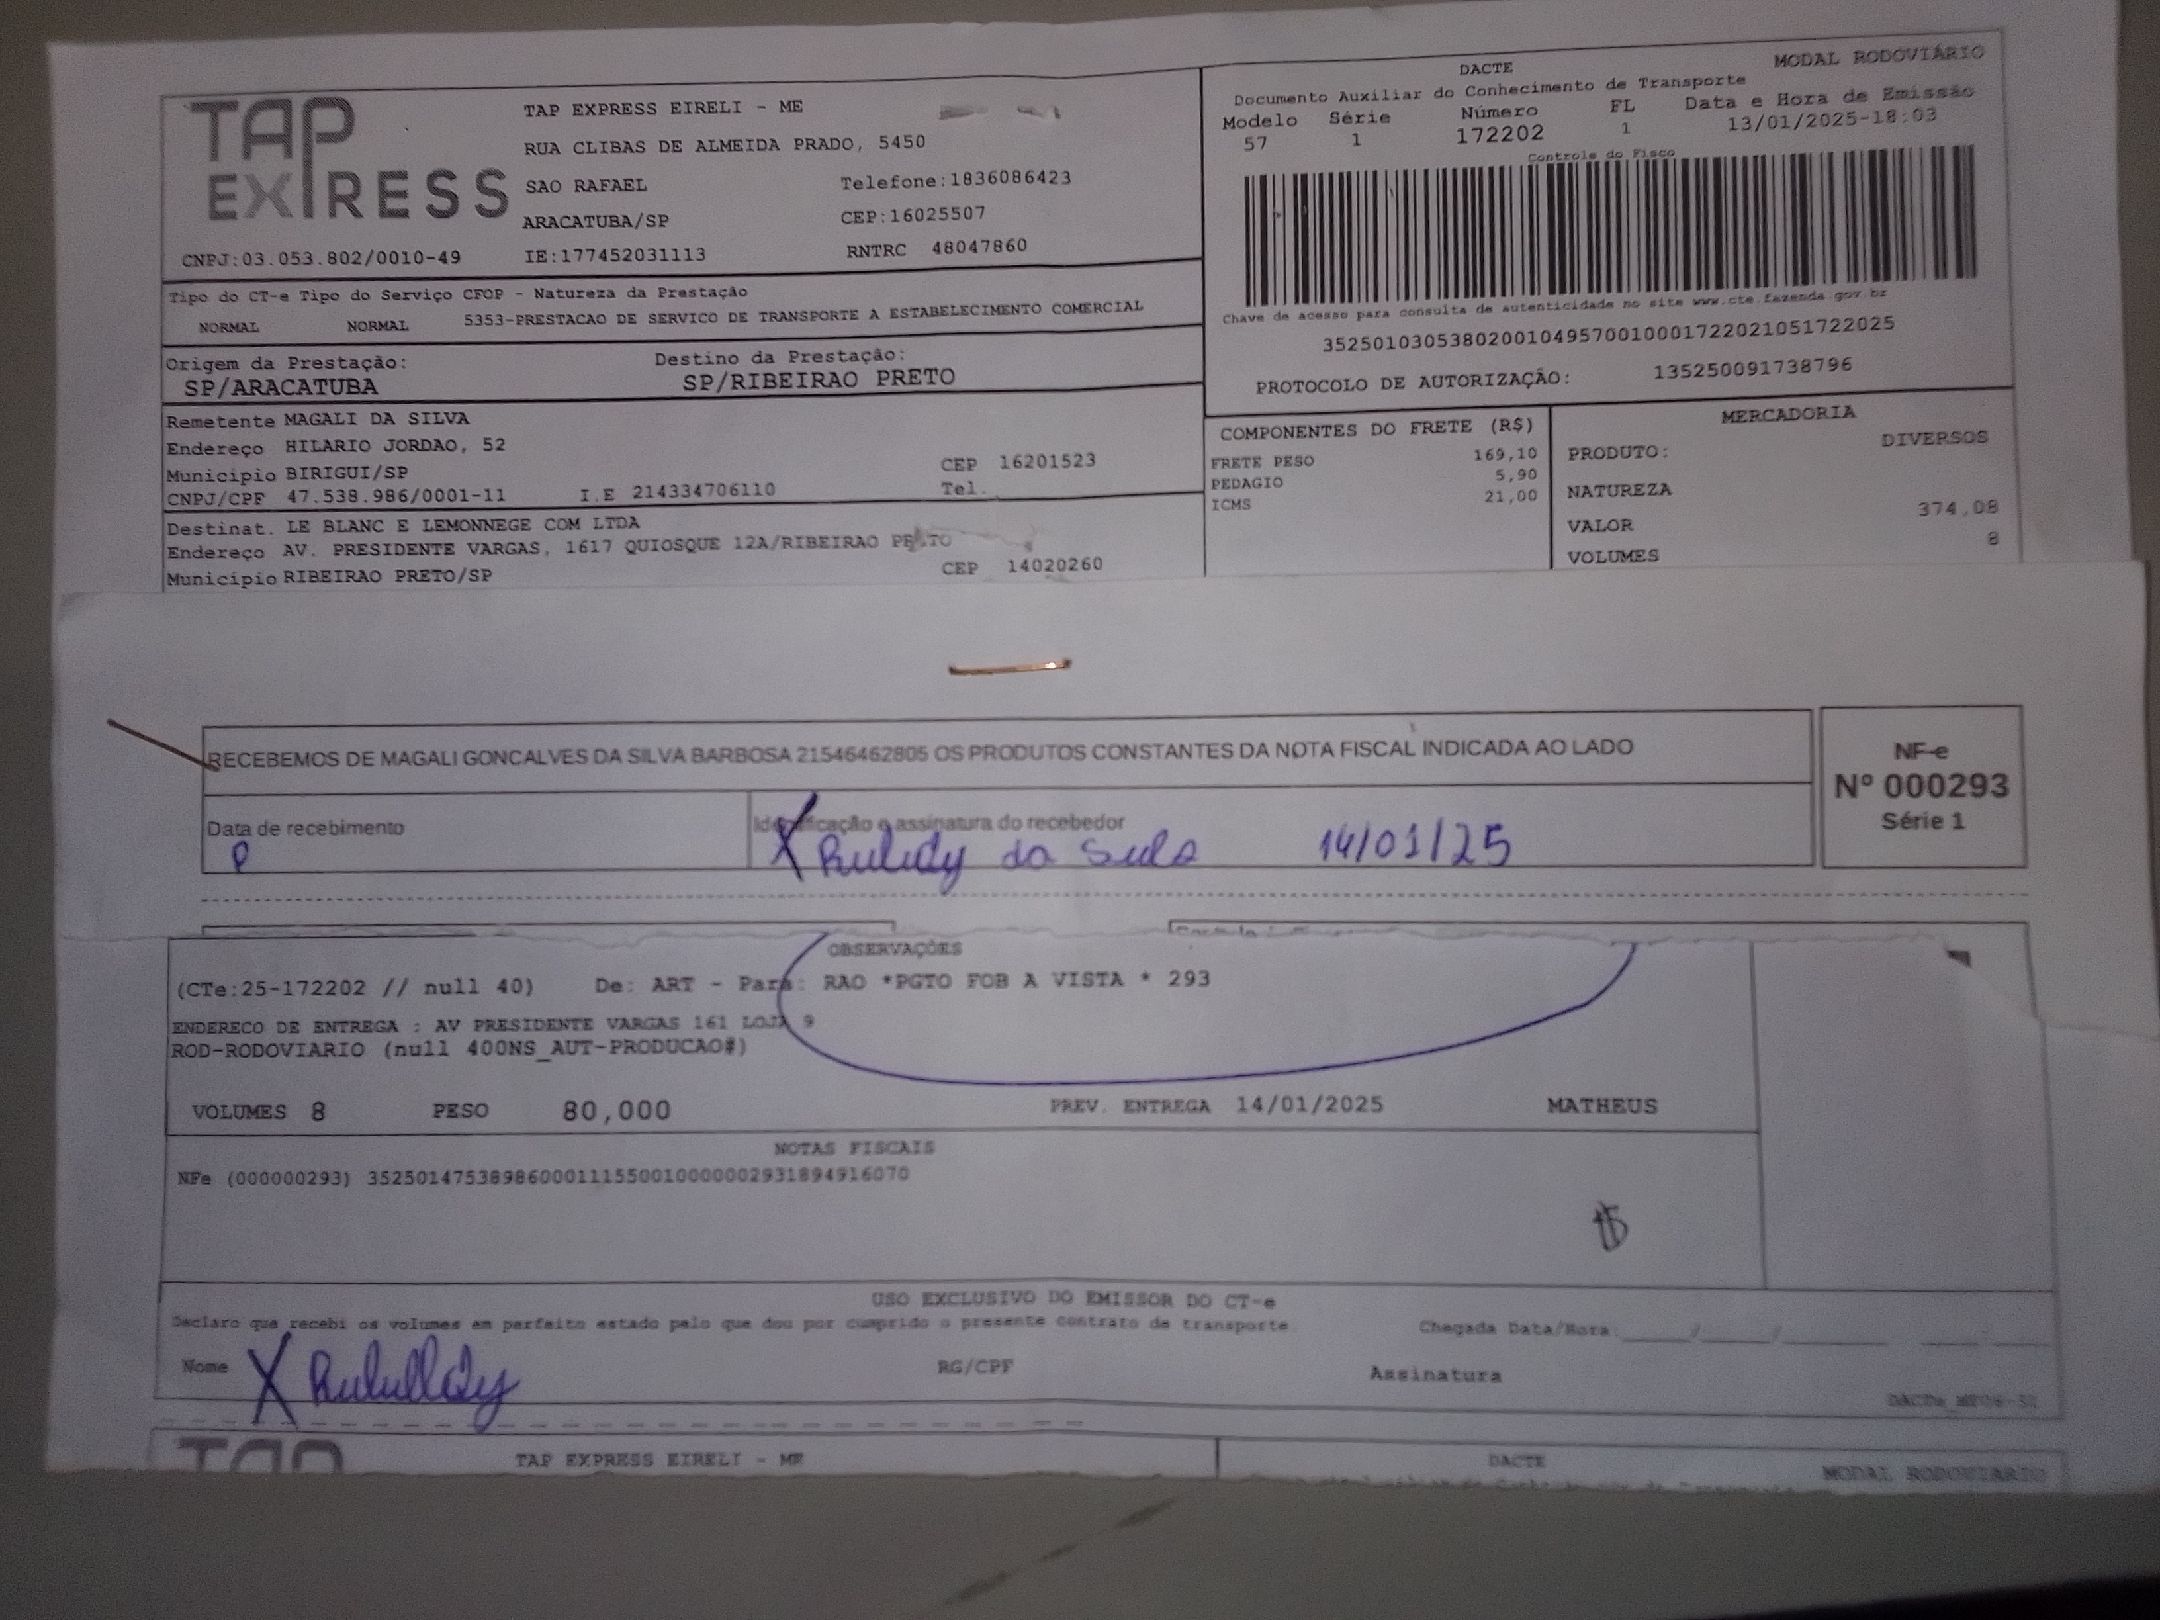 TAP EXPRESS
TAP EXPRESS EIRELI - ME
RUA CLIBAS DE ALMEIDA PRADO, 5450
SAO RAFAEL Telefone:1836086423
ARACATUBA/SP CEP:16025507
CNPJ:03.053.802/0010-49 IE:177452031113 RNTRC 48047860
DACTE MODAL RODOVIÁRIO
Documento Auxiliar do Conhecimento de Transporte
Modelo Série Número FL Data e Hora de Emissão
57 1 172202 1 13/01/2025-18:03
Controle do Fisco
Chave de acesso para consulta de autenticidade no site www.cte.fazenda.gov.br
35250103053802001049570010001722021051722025
PROTOCOLO DE AUTORIZAÇÃO: 135250091738796
Tipo do CT-e Tipo do Serviço CFOP - Natureza da Prestação
NORMAL NORMAL 5353-PRESTACAO DE SERVICO DE TRANSPORTE A ESTABELECIMENTO COMERCIAL
Origem da Prestação: Destino da Prestação:
SP/ARACATUBA SP/RIBEIRAO PRETO
Remetente MAGALI DA SILVA
Endereço HILARIO JORDAO, 52
Municipio BIRIGUI/SP CEP 16201523
CNPJ/CPF 47.538.986/0001-11 I.E 214334706110 Tel.
Destinat. LE BLANC E LEMONNEGE COM LTDA
Endereço AV. PRESIDENTE VARGAS, 1617 QUIOSQUE 12A/RIBEIRAO PRETO
Município RIBEIRAO PRETO/SP CEP 14020260
COMPONENTES DO FRETE (R$)
FRETE PESO 169,10
PEDAGIO 5,90
ICMS 21,00
MERCADORIA
PRODUTO: DIVERSOS
NATUREZA
VALOR 374,08
VOLUMES 8
RECEBEMOS DE MAGALI GONCALVES DA SILVA BARBOSA 21546462805 OS PRODUTOS CONSTANTES DA NOTA FISCAL INDICADA AO LADO
NF-e
Nº 000293
Série 1
Data de recebimento Identificação e assinatura do recebedor
X da 14/01/25
OBSERVAÇÕES
(CTe:25-172202 // null 40) De: ART - Para: RAO *PGTO FOB A VISTA * 293
ENDERECO DE ENTREGA : AV PRESIDENTE VARGAS 161 LOJA 9
ROD-RODOVIARIO (null 400NS_AUT-PRODUCAO#)
VOLUMES 8 PESO 80,000 PREV. ENTREGA 14/01/2025 MATHEUS
NOTAS FISCAIS
NFe (000000293) 35250147538986000111550010000002931894916070
USO EXCLUSIVO DO EMISSOR DO CT-e
Declaro que recebi os volumes em perfeito estado pelo que dou por cumprido o presente contrato de transporte Chegada Data/Hora: / /
Nome X RG/CPF Assinatura
TAP EXPRESS EIRELI - ME DACTE
MODAL RODOVIARIO